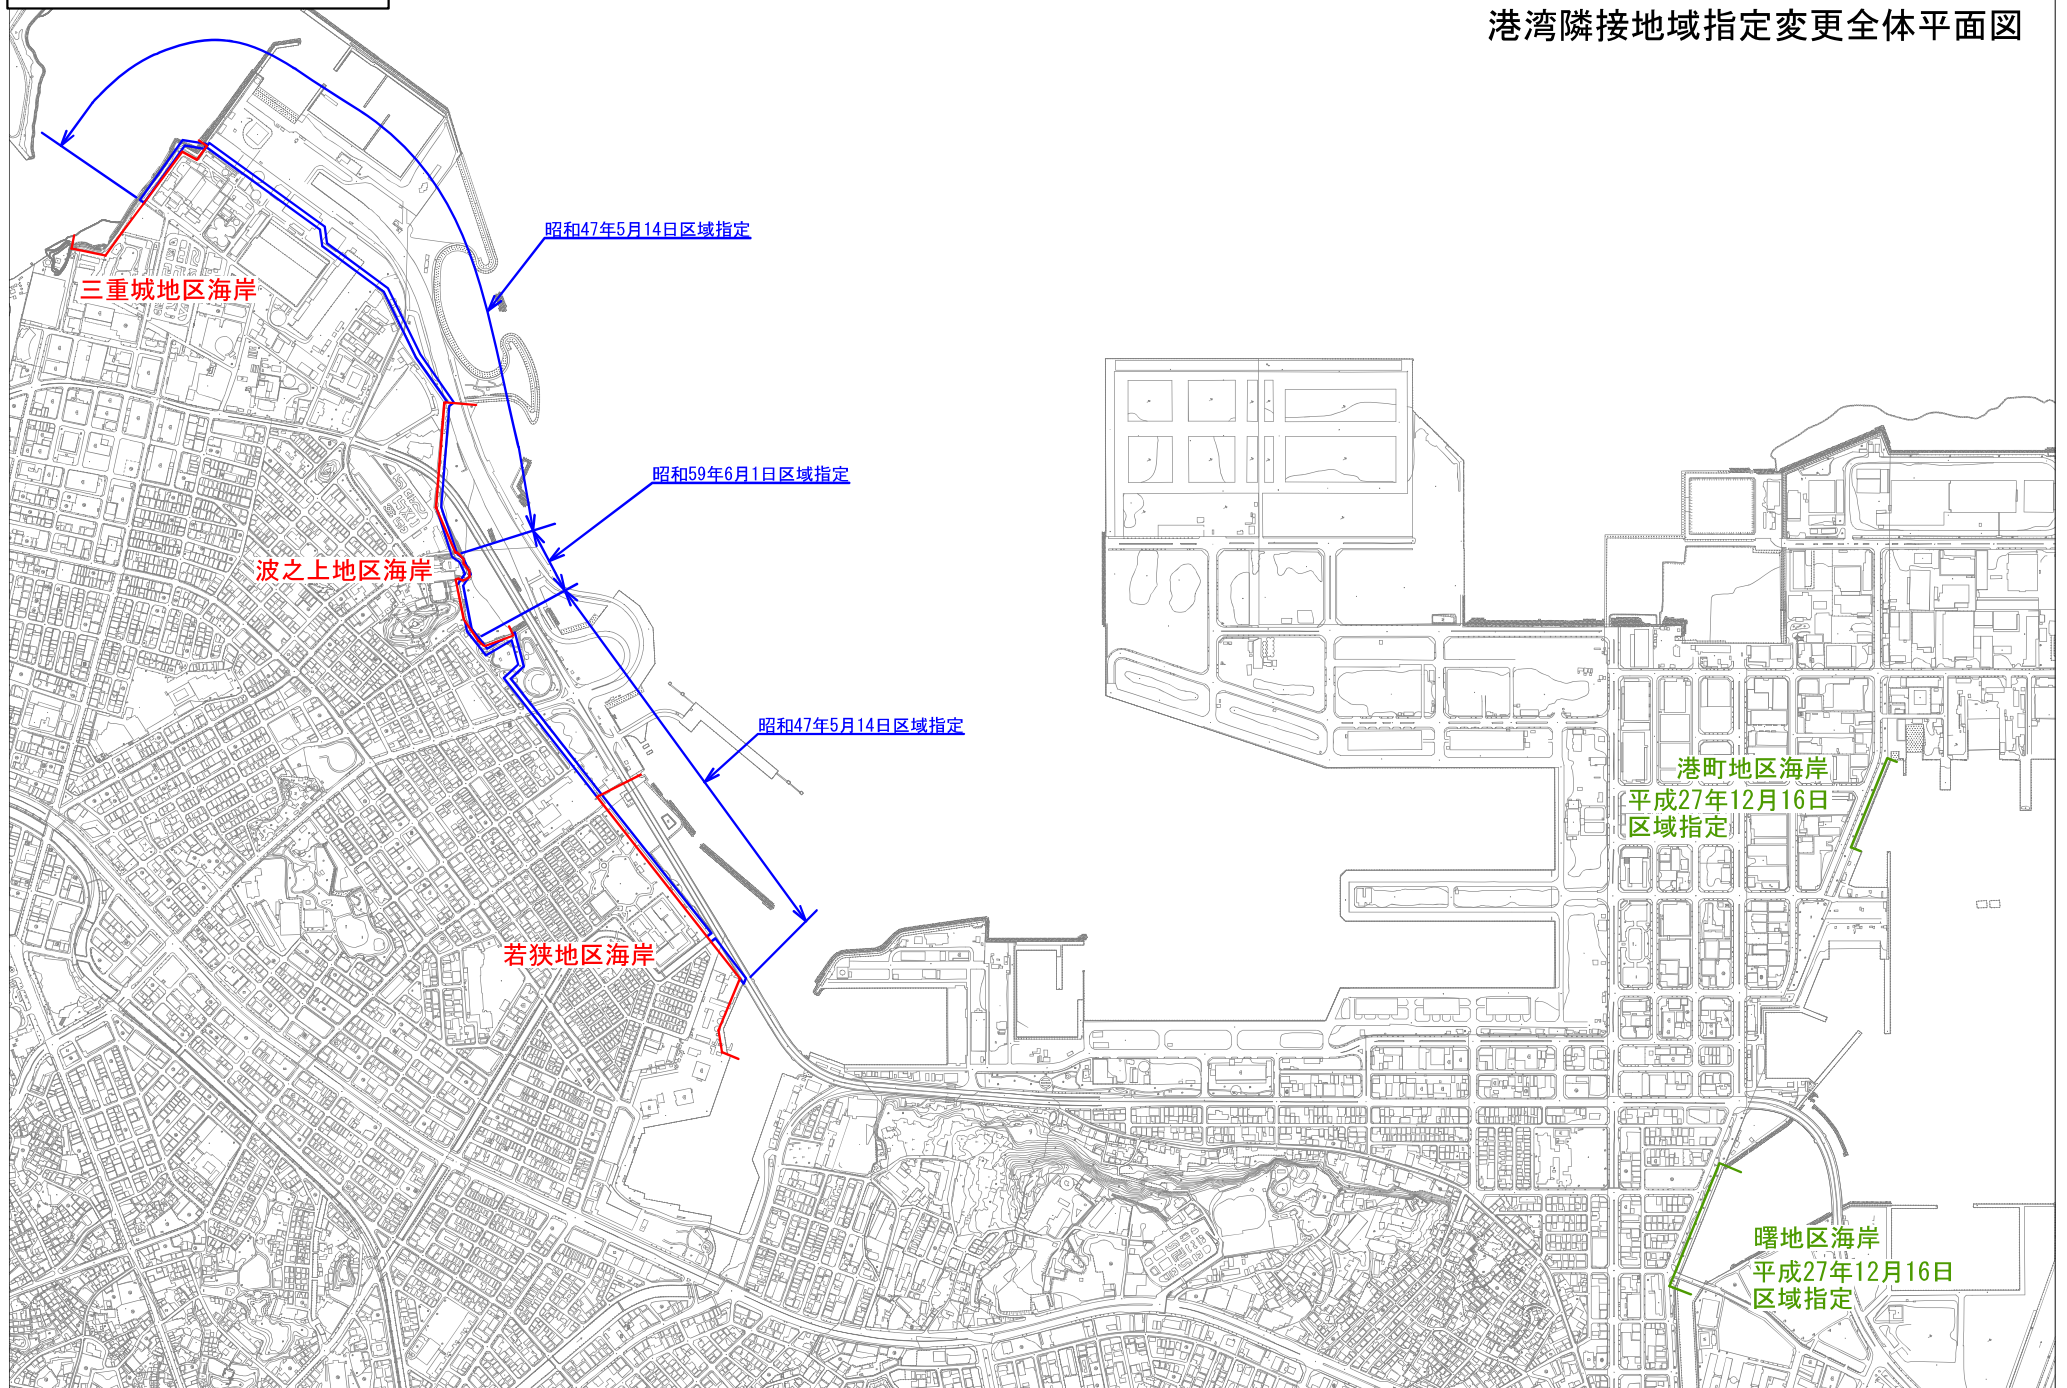 港湾隣接地域指定変更全体平面図
昭和47年5月14日区域指定
三重城地区海岸
昭和59年6月1日区域指定
波之上地区海岸
昭和47年5月14日区域指定
港町地区海岸
平成27年12月16日
区域指定
若狭地区海岸
曙地区海岸
平成27年12月16日
区域指定